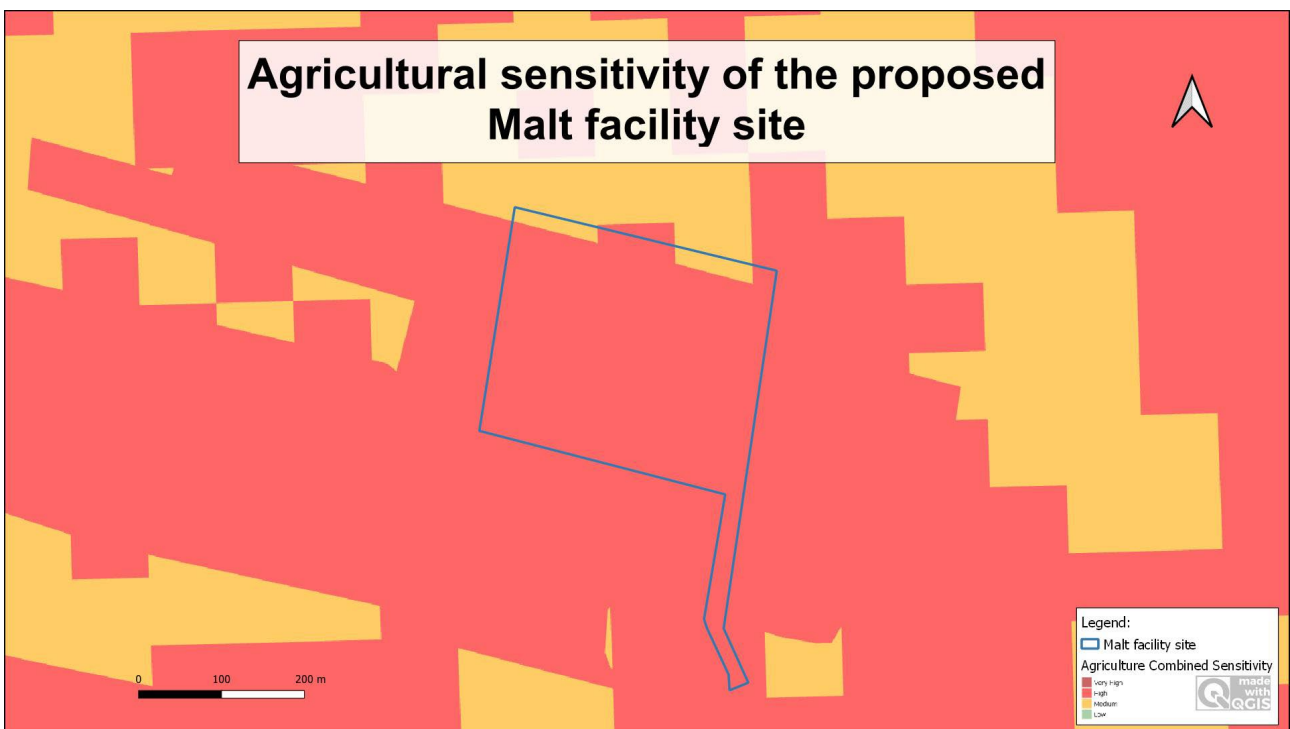 Agricultural sensitivity of the proposed
Malt facility site
0 100 200 m
Legend:
Malt facility site
Agriculture Combined Sensitivity
Very High
High
Medium
Low
made
with
QGIS